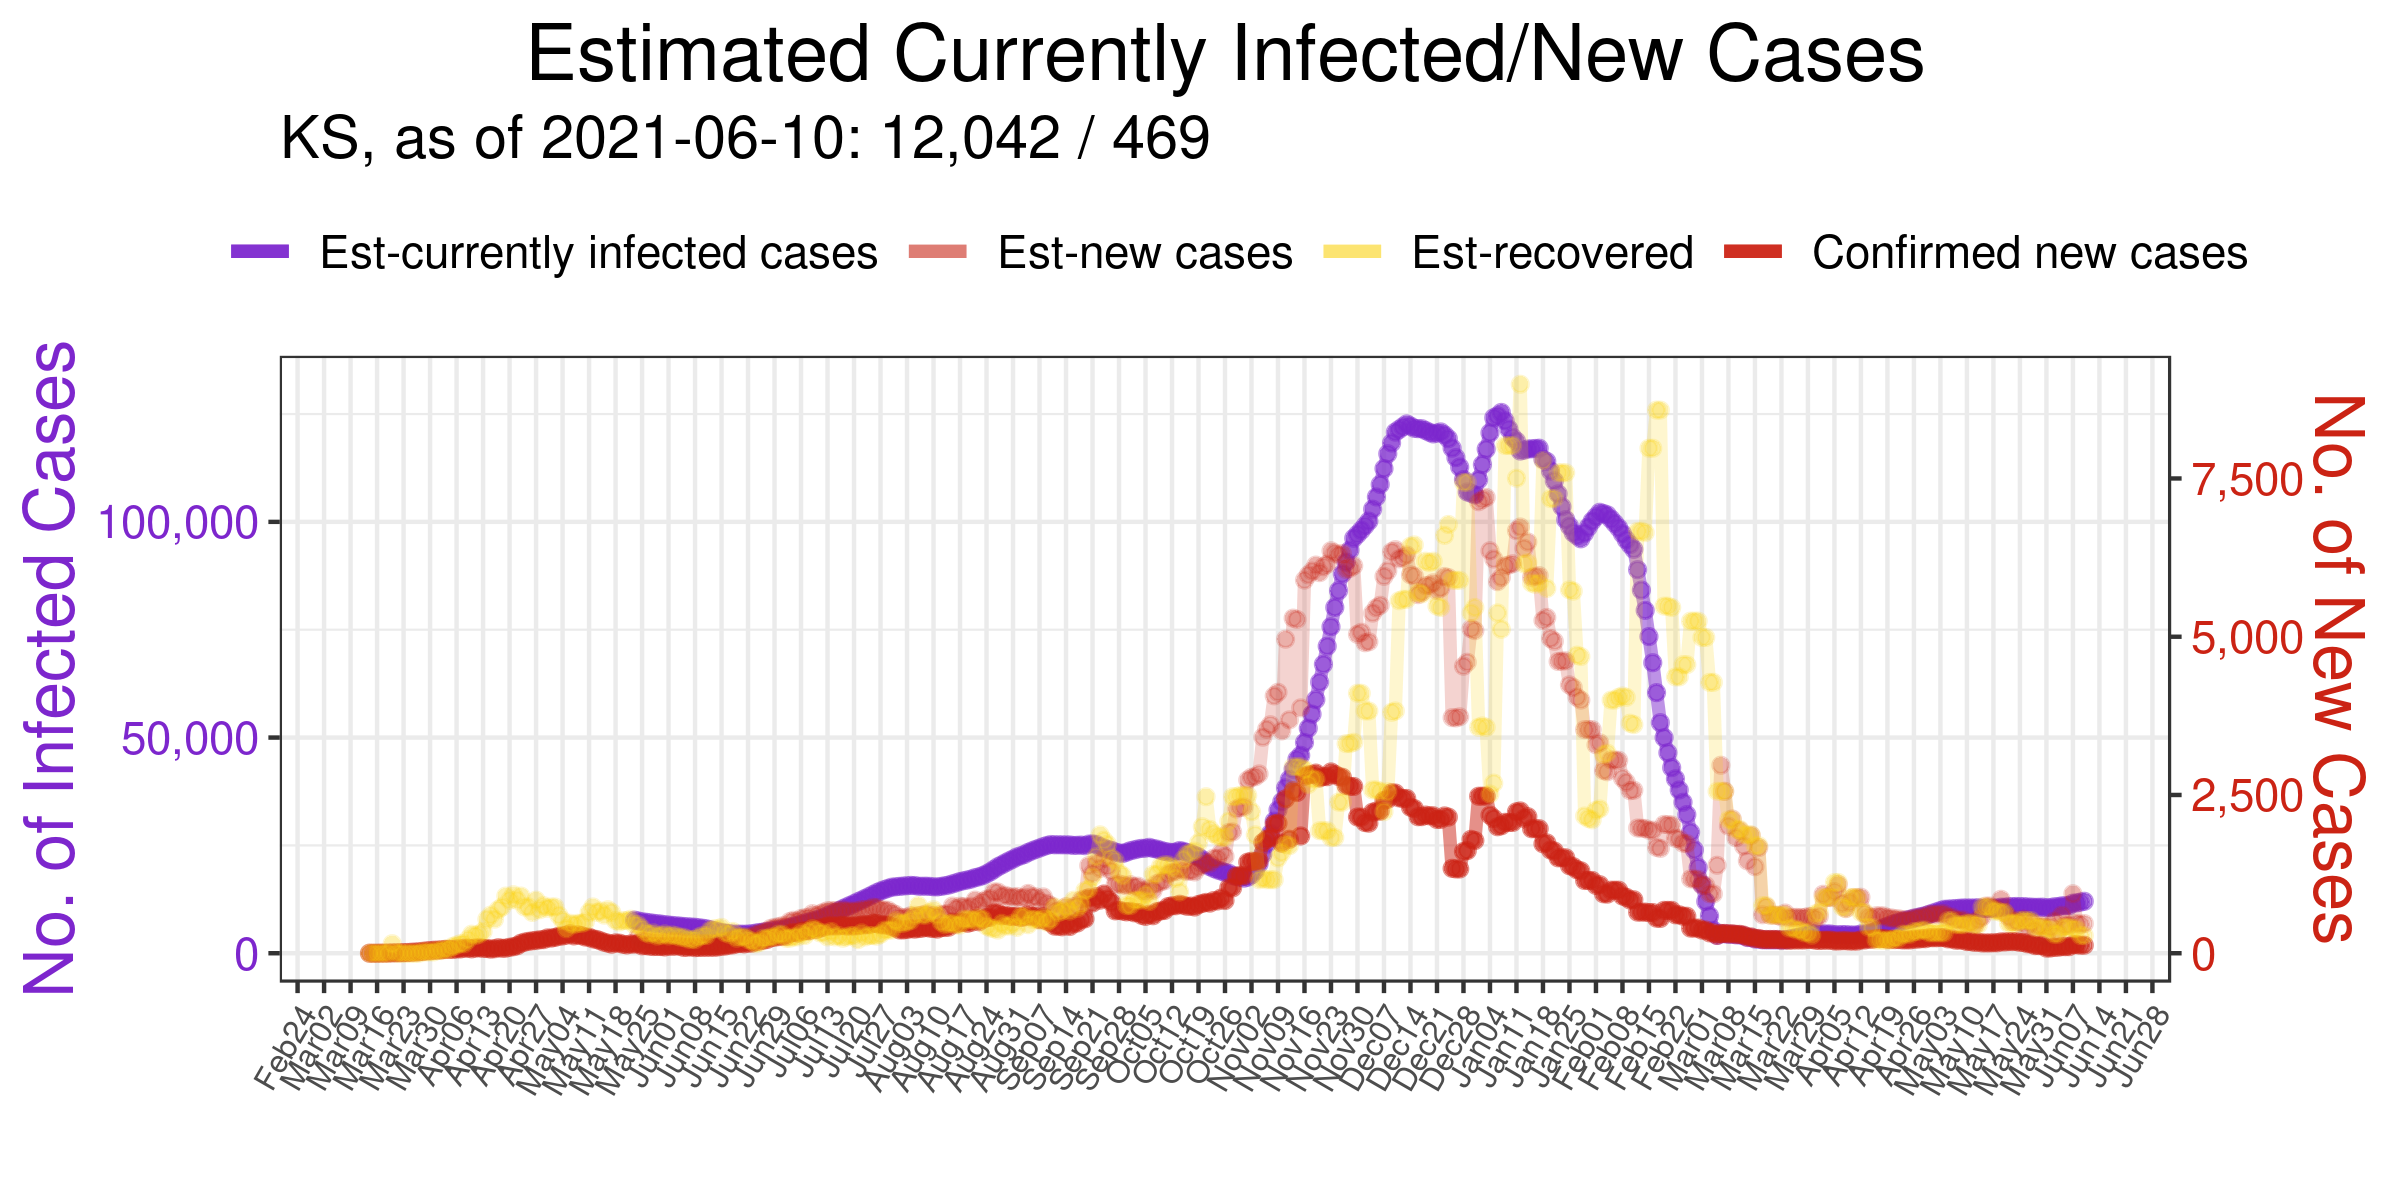 Estimated Currently Infected/New Cases
KS, as of 2021-06-10: 12,042 / 469
Est-currently infected cases Est-new cases Est-recovered Confirmed new cases
No. of Infected Cases
100,000
50,000
0
7,500
5,000
2,500
0
No. of New Cases
Feb24
Mar02
Mar09
Mar16
Mar23
Mar30
Apr06
Apr13
Apr20
Apr27
May04
May11
May18
May25
Jun01
Jun08
Jun15
Jun22
Jun29
Jul06
Jul13
Jul20
Jul27
Aug03
Aug10
Aug17
Aug24
Aug31
Sep07
Sep14
Sep21
Sep28
Oct05
Oct12
Oct19
Oct26
Nov02
Nov09
Nov16
Nov23
Nov30
Dec07
Dec14
Dec21
Dec28
Jan04
Jan11
Jan18
Jan25
Feb01
Feb08
Feb15
Feb22
Mar01
Mar08
Mar15
Mar22
Mar29
Apr05
Apr12
Apr19
Apr26
May03
May10
May17
May24
May31
Jun07
Jun14
Jun21
Jun28